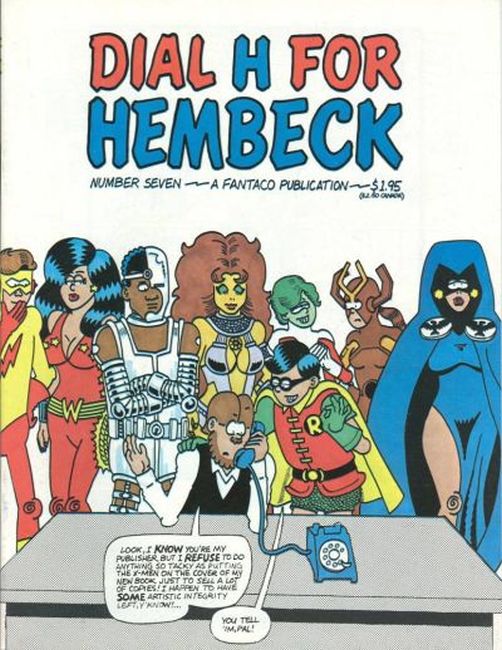 DIAL H FOR
HEMBECK
NUMBER SEVEN — A FANTACO PUBLICATION — $1.95
($2.50 CANADA)
W
R
LOOK, I KNOW YOU'RE MY
PUBLISHER, BUT I REFUSE TO DO
ANYTHING SO TACKY AS PUTTING
THE X-MEN ON THE COVER OF MY
NEW BOOK JUST TO SELL A LOT
OF COPIES! I HAPPEN TO HAVE
SOME ARTISTIC INTEGRITY
LEFT, Y'KNOW!...
YOU TELL
'IM, PAL!